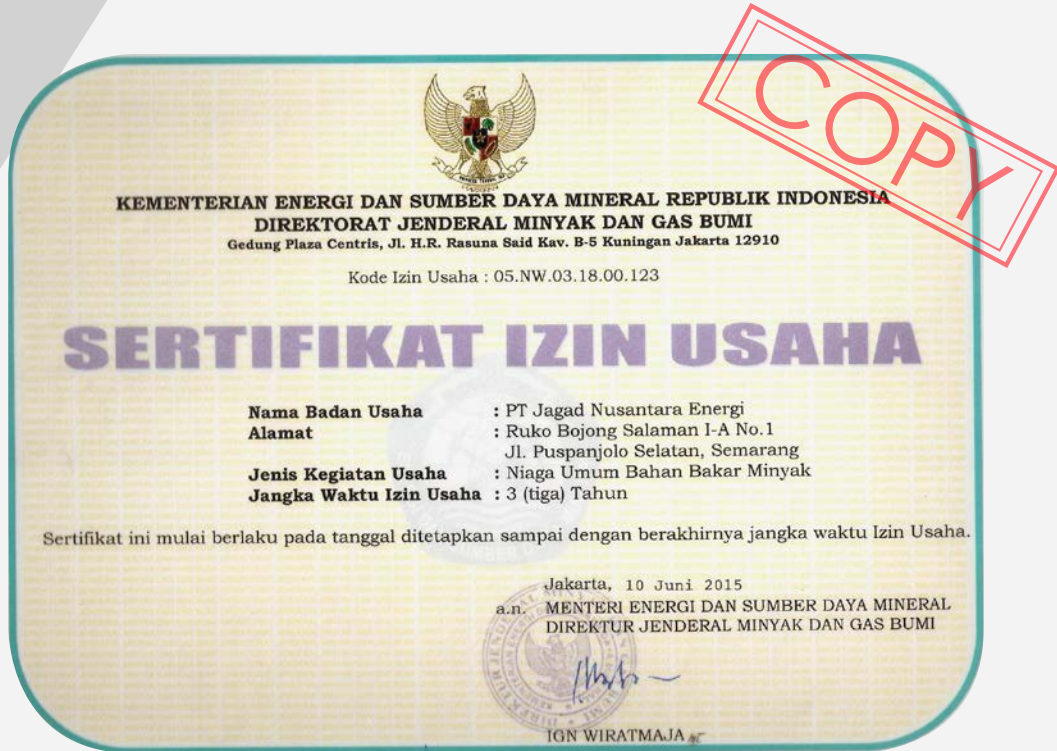 COPY
KEMENTERIAN ENERGI DAN SUMBER DAYA MINERAL REPUBLIK INDONESIA
DIREKTORAT JENDERAL MINYAK DAN GAS BUMI
Gedung Plaza Centris, Jl. H.R. Rasuna Said Kav. B-5 Kuningan Jakarta 12910
Kode Izin Usaha : 05.NW.03.18.00.123
SERTIFIKAT IZIN USAHA
Nama Badan Usaha : PT Jagad Nusantara Energi
Alamat : Ruko Bojong Salaman I-A No.1
Jl. Puspanjolo Selatan, Semarang
Jenis Kegiatan Usaha : Niaga Umum Bahan Bakar Minyak
Jangka Waktu Izin Usaha : 3 (tiga) Tahun
Sertifikat ini mulai berlaku pada tanggal ditetapkan sampai dengan berakhirnya jangka waktu Izin Usaha.
Jakarta, 10 Juni 2015
a.n. MENTERI ENERGI DAN SUMBER DAYA MINERAL
DIREKTUR JENDERAL MINYAK DAN GAS BUMI
IGN WIRATMAJA